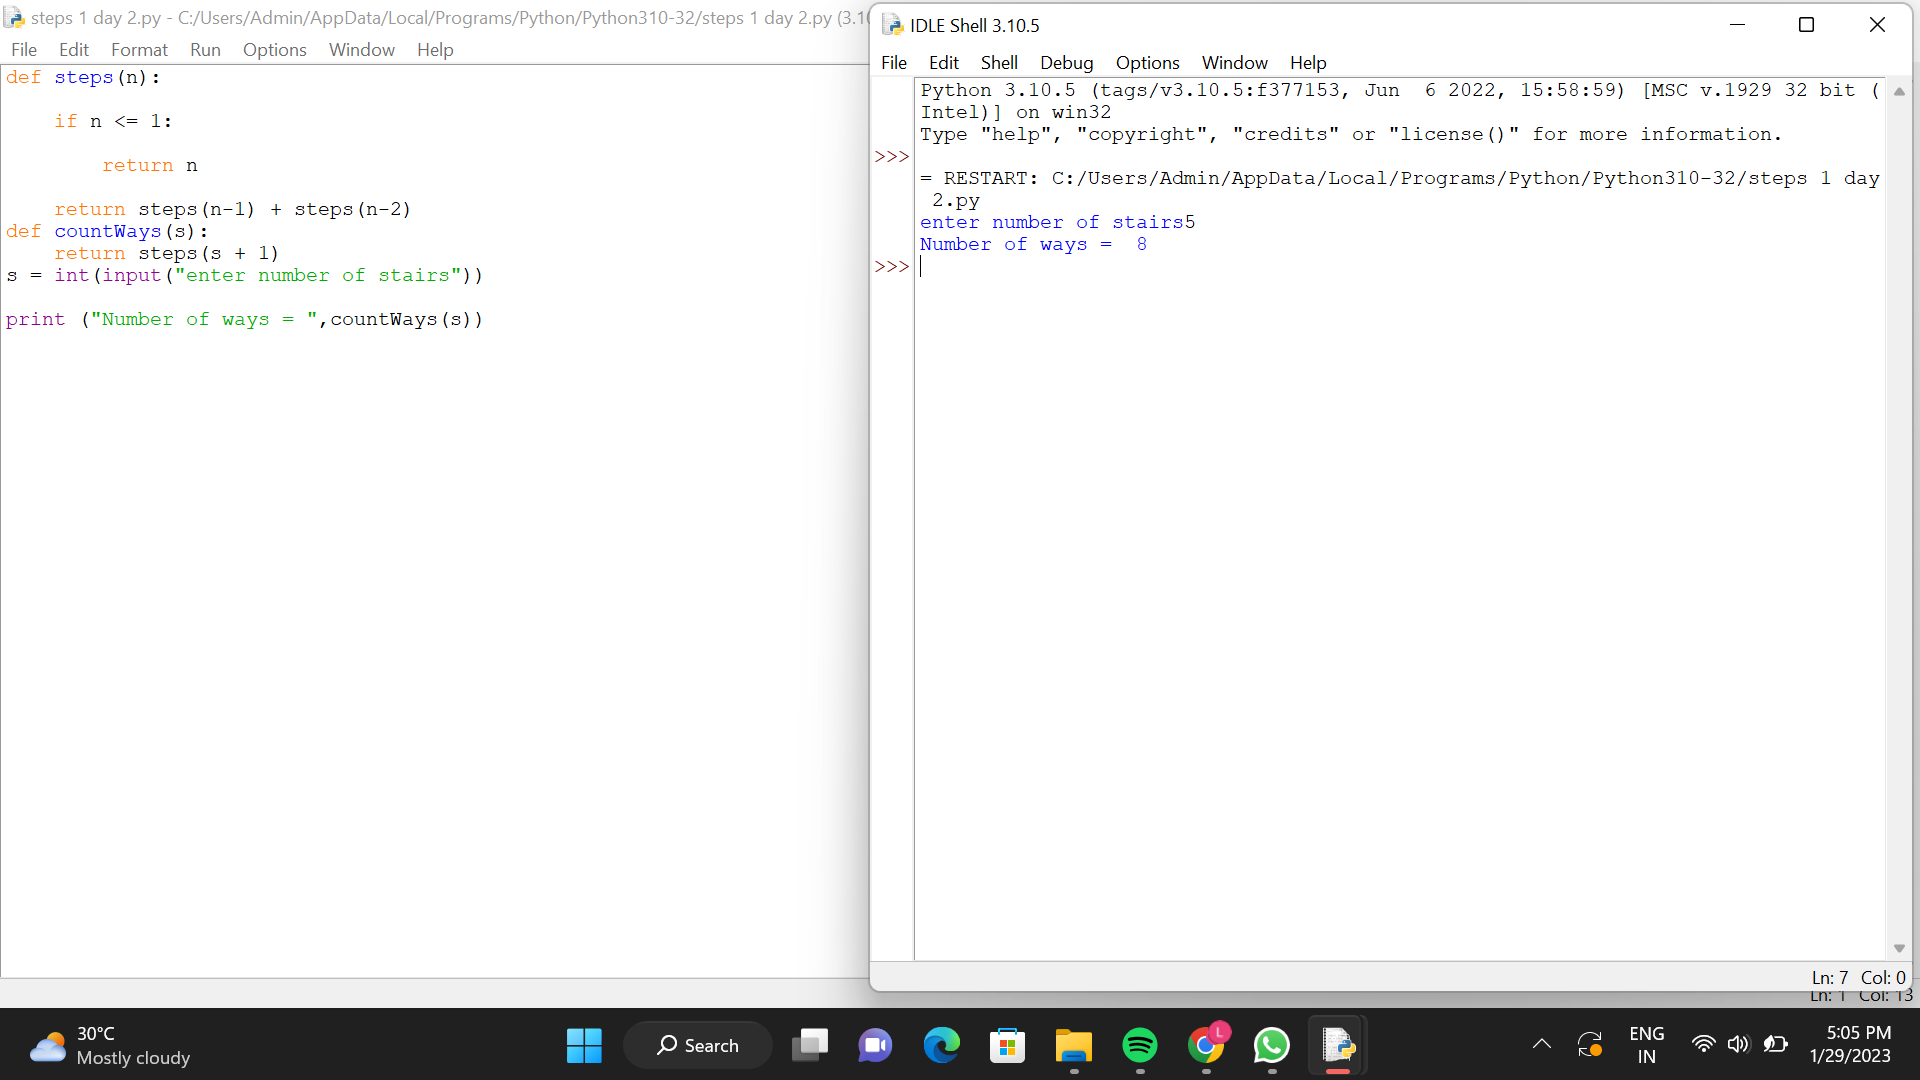 steps 1 day 2.py - C:/Users/Admin/AppData/Local/Programs/Python/Python310-32/steps 1 day 2.py (3.10
File Edit Format Run Options Window Help
def steps(n):
    if n <= 1:
        return n
    return steps(n-1) + steps(n-2)
def countWays(s):
    return steps(s + 1)
s = int(input("enter number of stairs"))
print ("Number of ways = ",countWays(s))
IDLE Shell 3.10.5
File Edit Shell Debug Options Window Help
Python 3.10.5 (tags/v3.10.5:f377153, Jun  6 2022, 15:58:59) [MSC v.1929 32 bit (
Intel)] on win32
Type "help", "copyright", "credits" or "license()" for more information.
>>>
= RESTART: C:/Users/Admin/AppData/Local/Programs/Python/Python310-32/steps 1 day
 2.py
enter number of stairs5
Number of ways =  8
>>>
Ln: 7 Col: 0
Ln: 1 Col: 13
30°C
Mostly cloudy
Search
L
ENG
IN
5:05 PM
1/29/2023